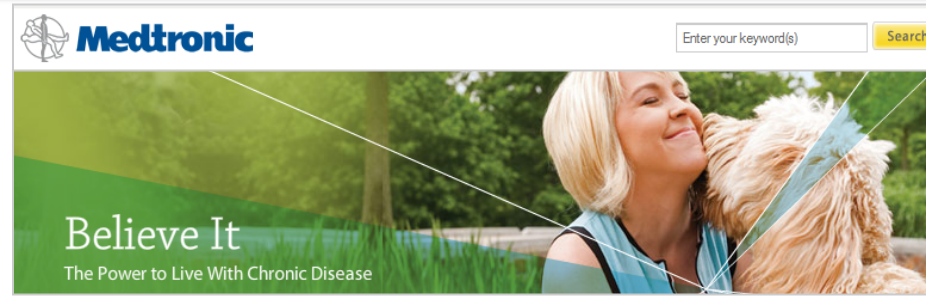 Medtronic
Enter your keyword(s)
Search
Believe It
The Power to Live With Chronic Disease